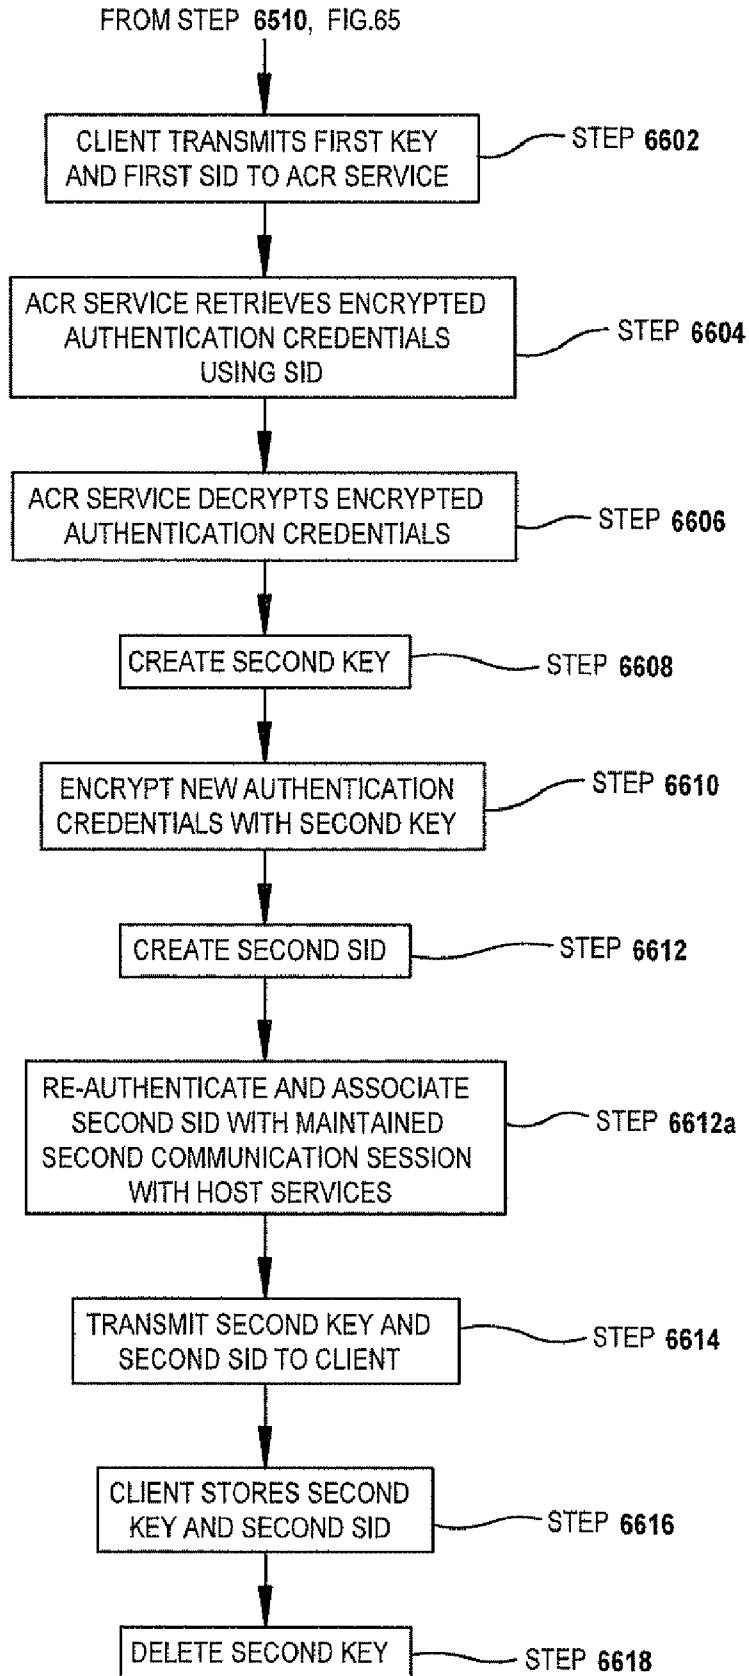 FROM STEP 6510, FIG.65
CLIENT TRANSMITS FIRST KEY
AND FIRST SID TO ACR SERVICE
STEP 6602
ACR SERVICE RETRIEVES ENCRYPTED
AUTHENTICATION CREDENTIALS
USING SID
STEP 6604
ACR SERVICE DECRYPTS ENCRYPTED
AUTHENTICATION CREDENTIALS
STEP 6606
CREATE SECOND KEY
STEP 6608
ENCRYPT NEW AUTHENTICATION
CREDENTIALS WITH SECOND KEY
STEP 6610
CREATE SECOND SID
STEP 6612
RE-AUTHENTICATE AND ASSOCIATE
SECOND SID WITH MAINTAINED
SECOND COMMUNICATION SESSION
WITH HOST SERVICES
STEP 6612a
TRANSMIT SECOND KEY AND
SECOND SID TO CLIENT
STEP 6614
CLIENT STORES SECOND
KEY AND SECOND SID
STEP 6616
DELETE SECOND KEY
STEP 6618